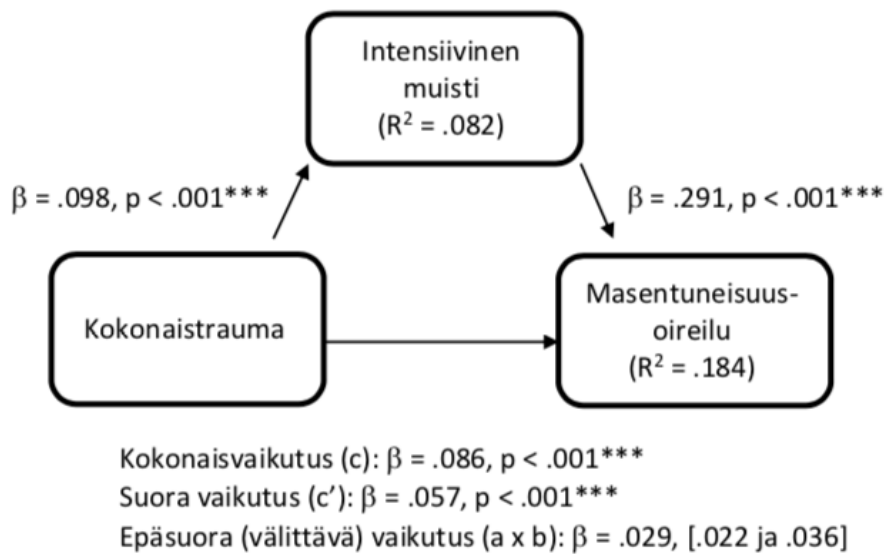 Intensiivinen
muisti
(R² = .082)
β = .098, p < .001***
β = .291, p < .001***
Kokonaistrauma
Masentuneisuus-
oireilu
(R² = .184)
Kokonaisvaikutus (c): β = .086, p < .001***
Suora vaikutus (c’): β = .057, p < .001***
Epäsuora (välittävä) vaikutus (a x b): β = .029, [.022 ja .036]